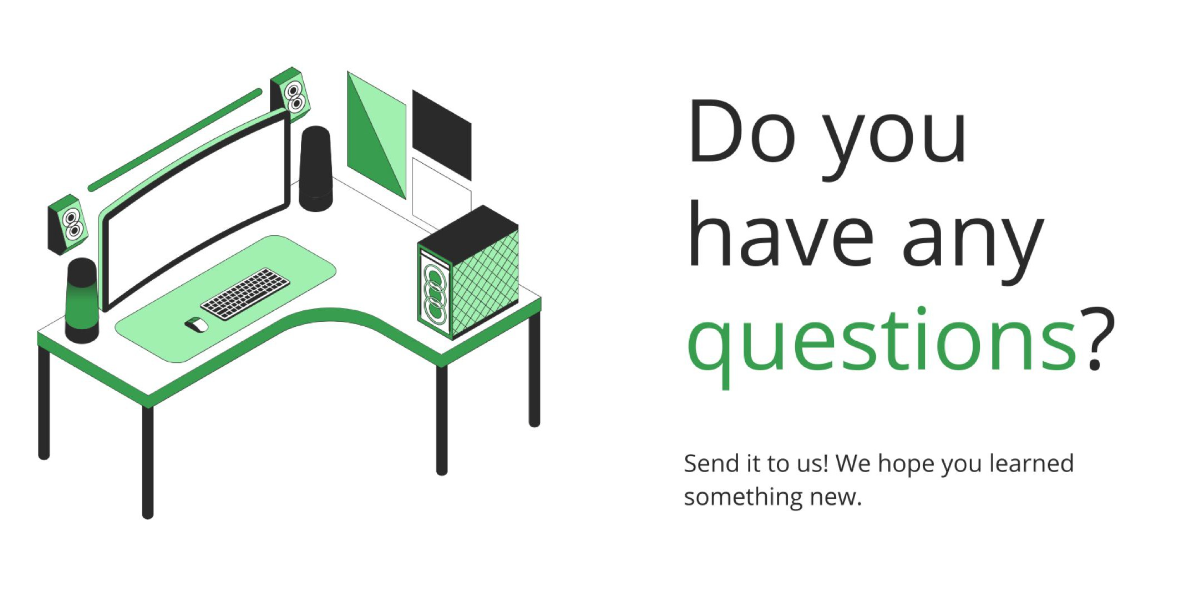 Do you
have any
questions?
Send it to us! We hope you learned
something new.